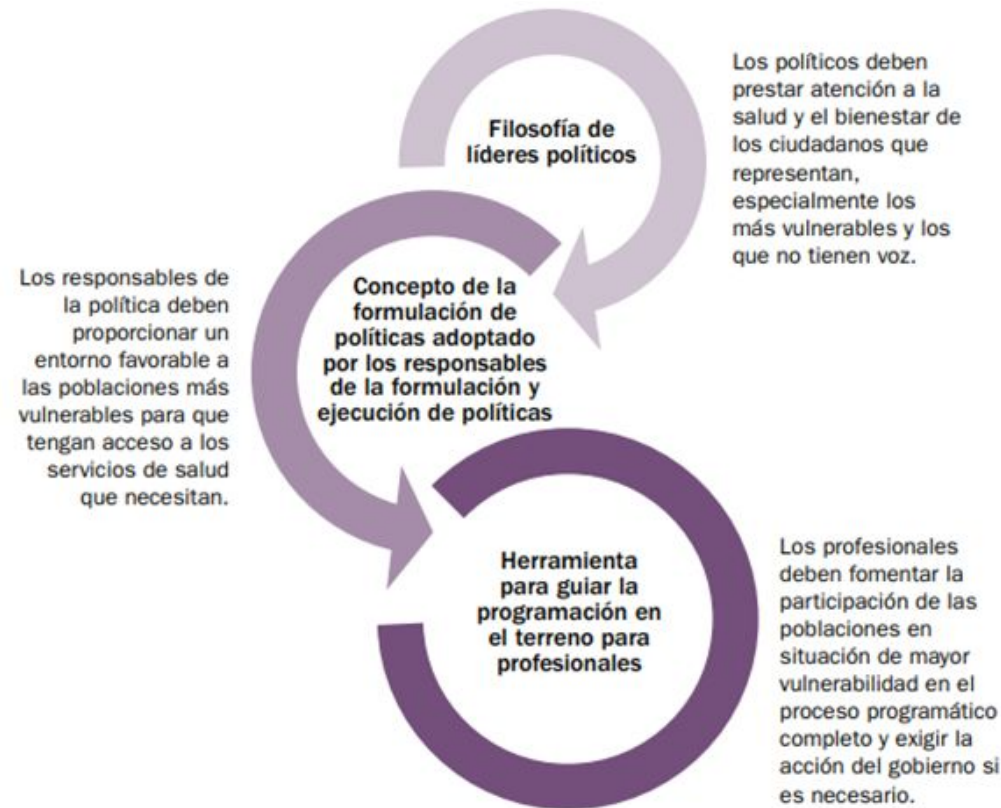 Filosofía de
líderes políticos
Los políticos deben
prestar atención a la
salud y el bienestar de
los ciudadanos que
representan,
especialmente los
más vulnerables y los
que no tienen voz.
Concepto de la
formulación de
políticas adoptado
por los responsables
de la formulación y
ejecución de políticas
Los responsables de
la política deben
proporcionar un
entorno favorable a
las poblaciones más
vulnerables para que
tengan acceso a los
servicios de salud
que necesitan.
Herramienta
para guiar la
programación en
el terreno para
profesionales
Los profesionales
deben fomentar la
participación de las
poblaciones en
situación de mayor
vulnerabilidad en el
proceso programático
completo y exigir la
acción del gobierno si
es necesario.